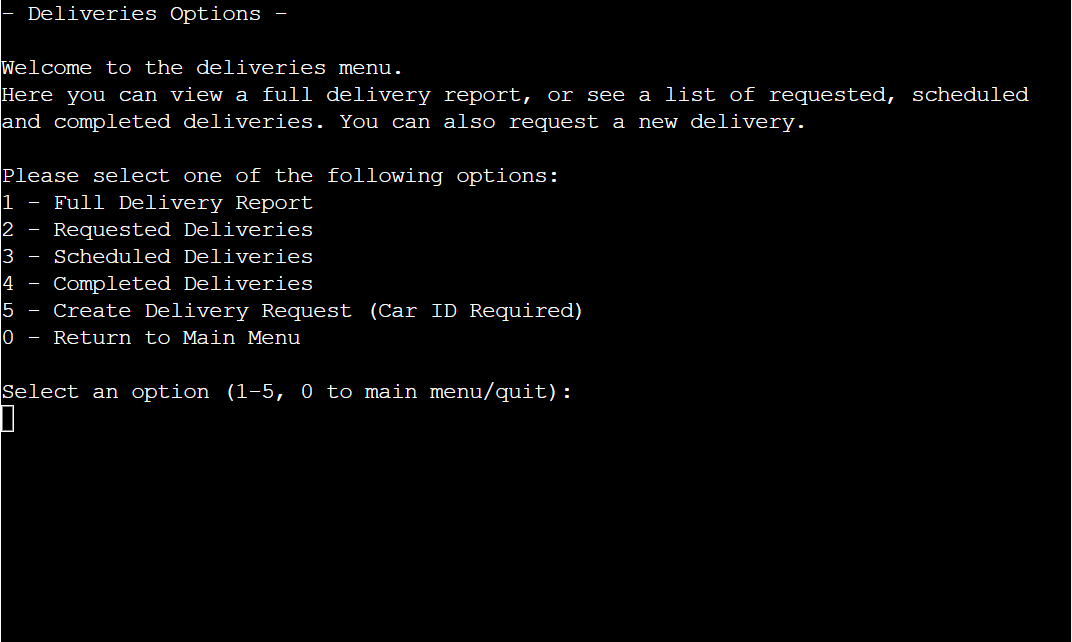 - Deliveries Options -
Welcome to the deliveries menu.
Here you can view a full delivery report, or see a list of requested, scheduled
and completed deliveries. You can also request a new delivery.
Please select one of the following options:
1 - Full Delivery Report
2 - Requested Deliveries
3 - Scheduled Deliveries
4 - Completed Deliveries
5 - Create Delivery Request (Car ID Required)
0 - Return to Main Menu
Select an option (1-5, 0 to main menu/quit):